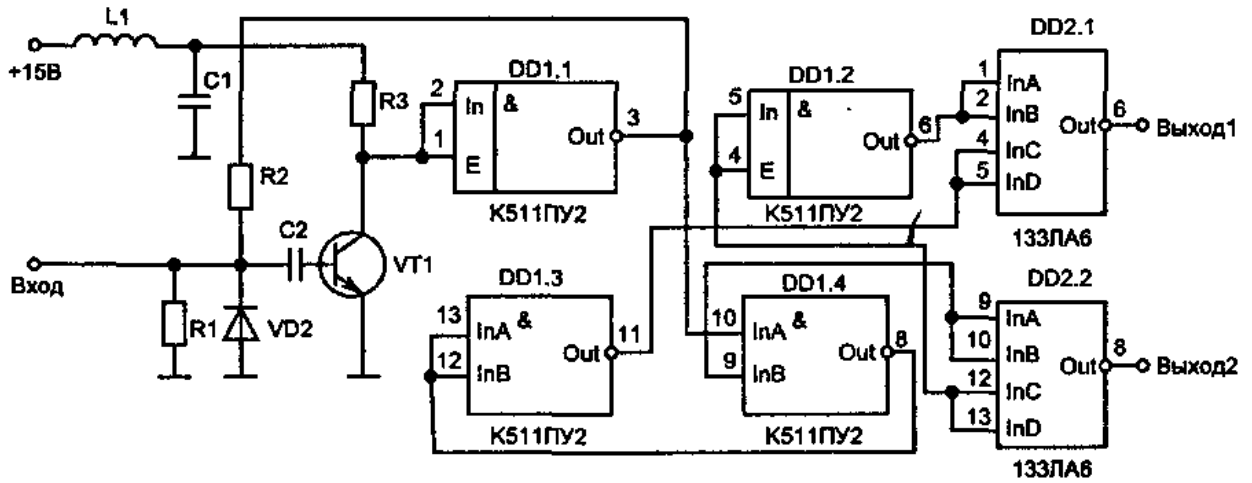 L1
+15В
C1
R3
R2
C2
VT1
Вход
R1
VD2
DD1.1
2
In
&
1
E
Out
3
К511ПУ2
DD1.2
5
In
&
4
E
Out
6
К511ПУ2
DD2.1
1
InA
2
InB
4
InC
5
InD
Out
6
Выход1
133ЛА6
DD1.3
13
InA
&
12
InB
Out
11
К511ПУ2
DD1.4
10
InA
&
9
InB
Out
8
К511ПУ2
DD2.2
9
InA
10
InB
12
InC
13
InD
Out
8
Выход2
133ЛА6